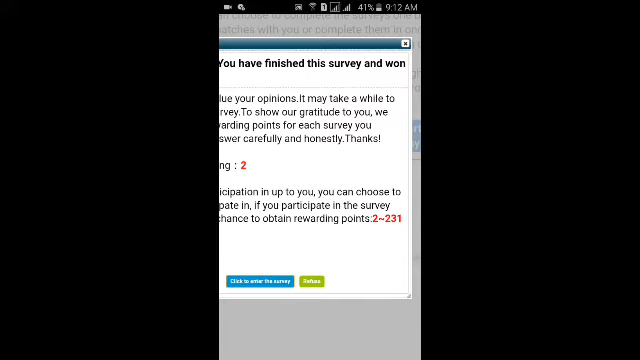 41% 9:12 AM
You have finished this survey and won
lue your opinions.It may take a while to
rvey.To show our gratitude to you, we
warding points for each survey you
swer carefully and honestly.Thanks!
ng : 2
icipation in up to you, you can choose to
pate in, if you participate in the survey
chance to obtain rewarding points:2~231
Click to enter the survey Refuse